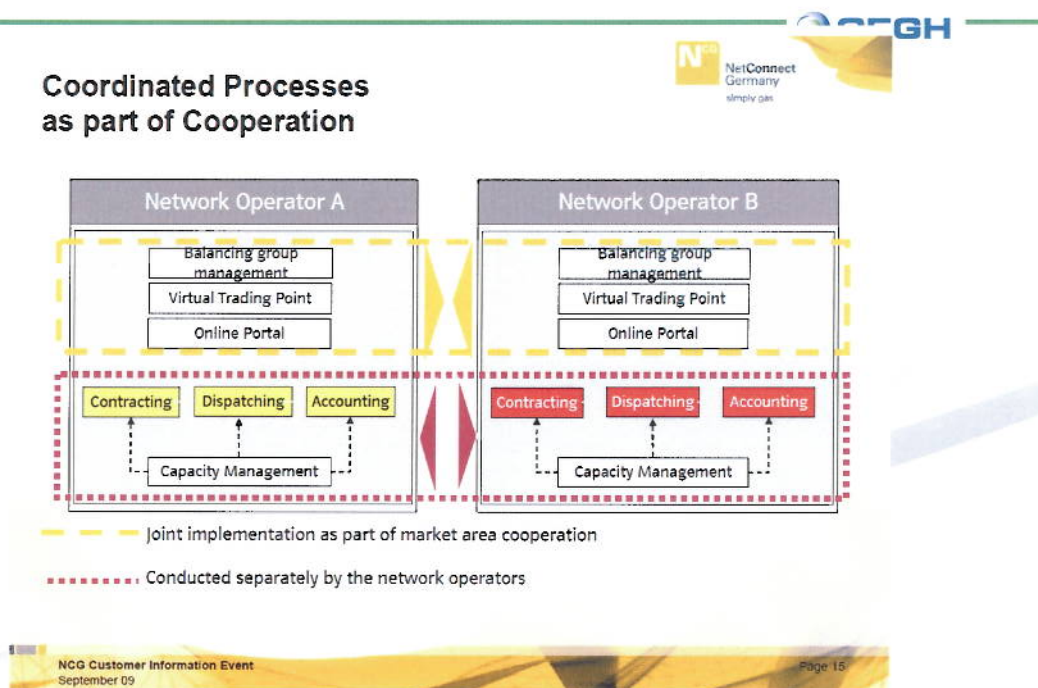 GH
NCG
NetConnect
Germany
simply gas
Coordinated Processes
as part of Cooperation
Network Operator A
Balancing group
management
Virtual Trading Point
Online Portal
Contracting
Dispatching
Accounting
Capacity Management
Network Operator B
Balancing group
management
Virtual Trading Point
Online Portal
Contracting
Dispatching
Accounting
Capacity Management
Joint implementation as part of market area cooperation
Conducted separately by the network operators
NCG Customer Information Event
September 09
Page 15